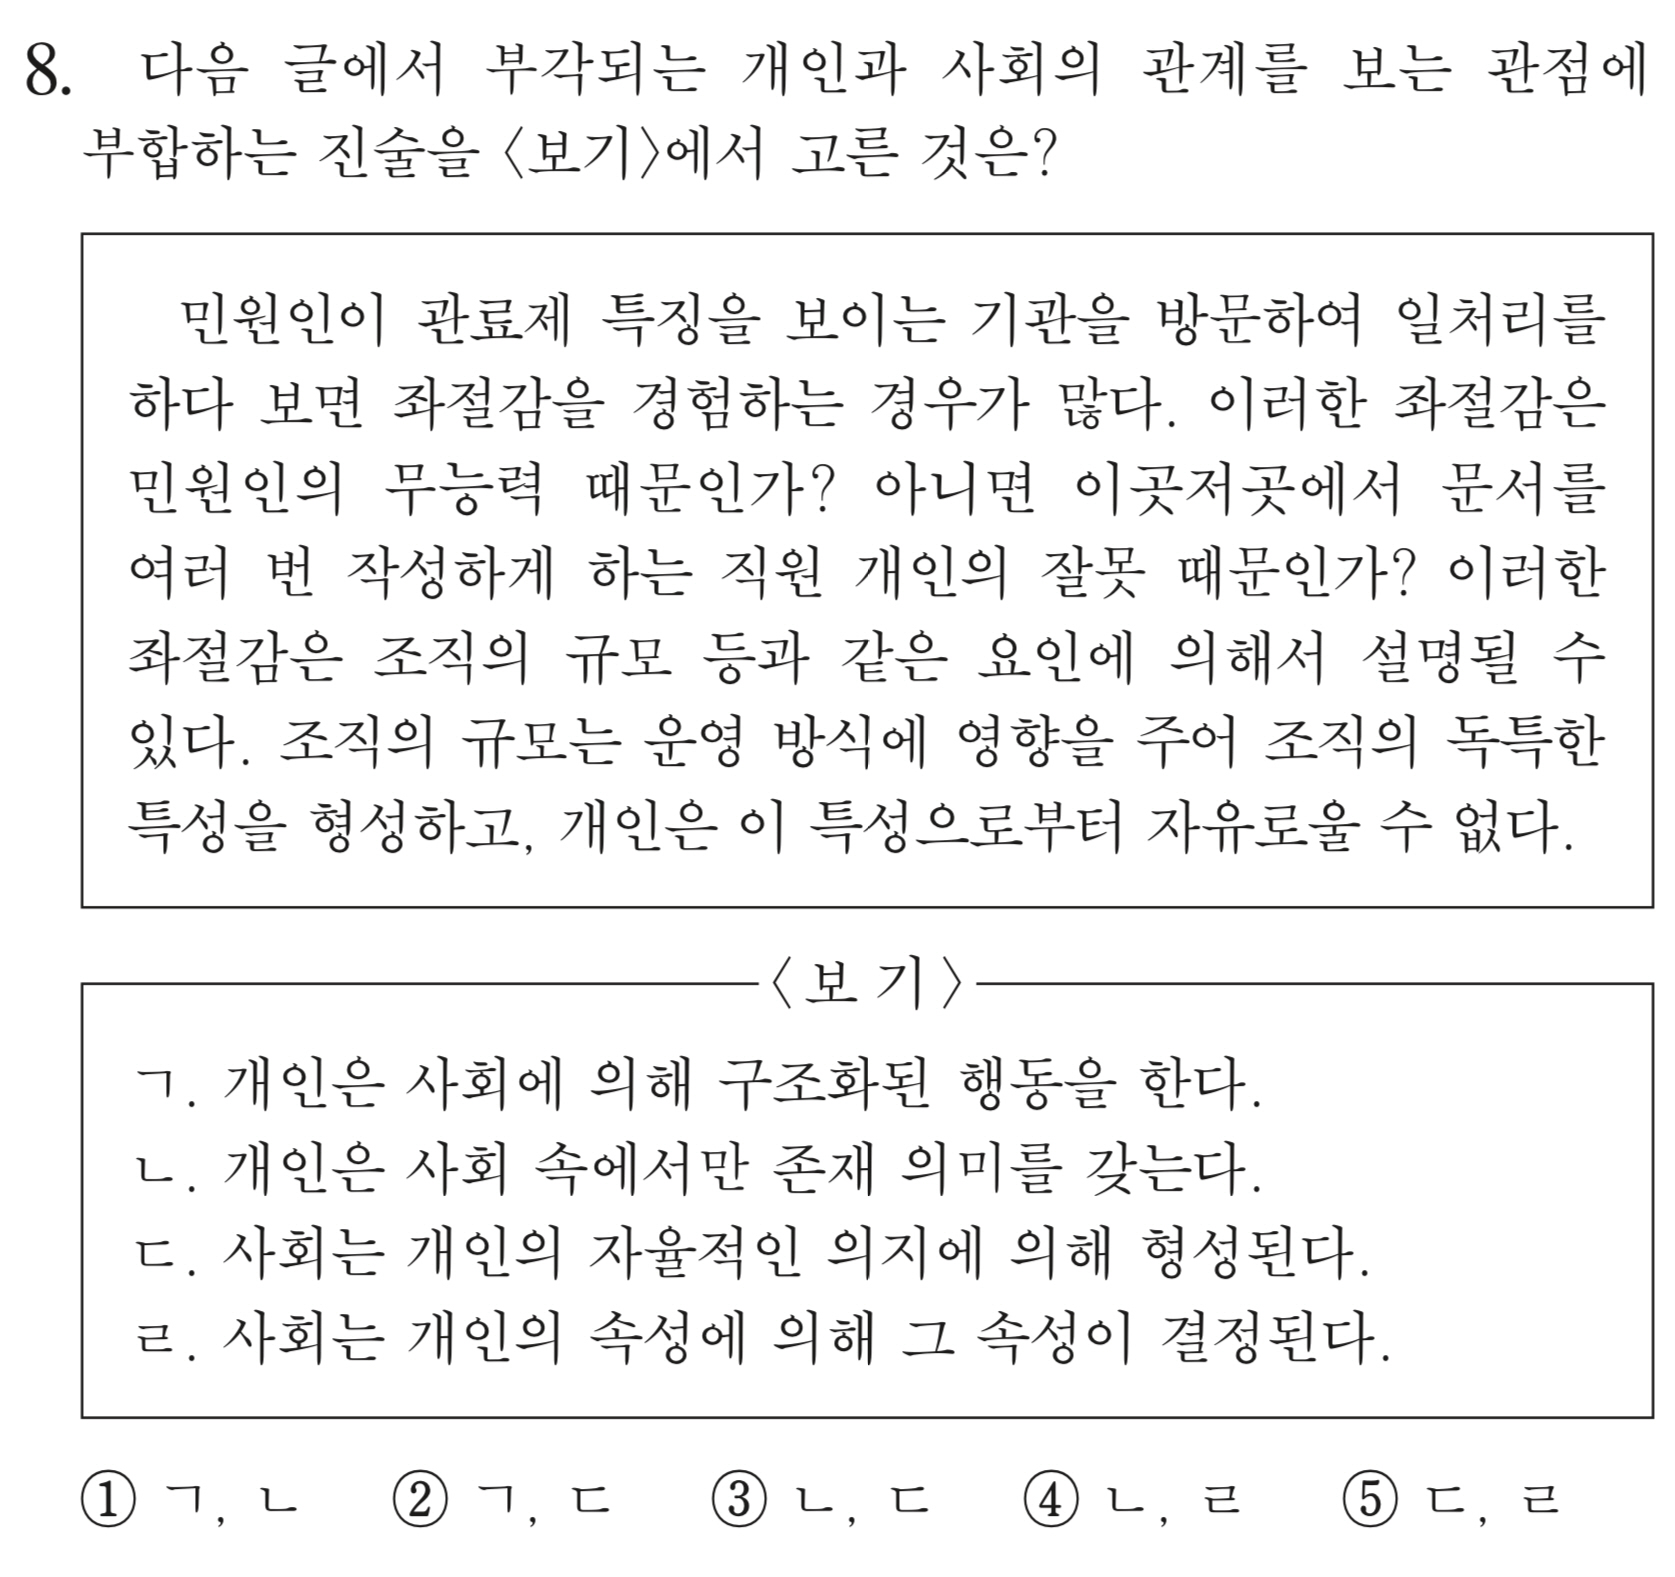 8. 다음 글에서 부각되는 개인과 사회의 관계를 보는 관점에
부합하는 진술을 <보기>에서 고른 것은?
민원인이 관료제 특징을 보이는 기관을 방문하여 일처리를
하다 보면 좌절감을 경험하는 경우가 많다. 이러한 좌절감은
민원인의 무능력 때문인가? 아니면 이곳저곳에서 문서를
여러 번 작성하게 하는 직원 개인의 잘못 때문인가? 이러한
좌절감은 조직의 규모 등과 같은 요인에 의해서 설명될 수
있다. 조직의 규모는 운영 방식에 영향을 주어 조직의 독특한
특성을 형성하고, 개인은 이 특성으로부터 자유로울 수 없다.
<보 기>
ㄱ. 개인은 사회에 의해 구조화된 행동을 한다.
ㄴ. 개인은 사회 속에서만 존재 의미를 갖는다.
ㄷ. 사회는 개인의 자율적인 의지에 의해 형성된다.
ㄹ. 사회는 개인의 속성에 의해 그 속성이 결정된다.
① ㄱ, ㄴ ② ㄱ, ㄷ ③ ㄴ, ㄷ ④ ㄴ, ㄹ ⑤ ㄷ, ㄹ